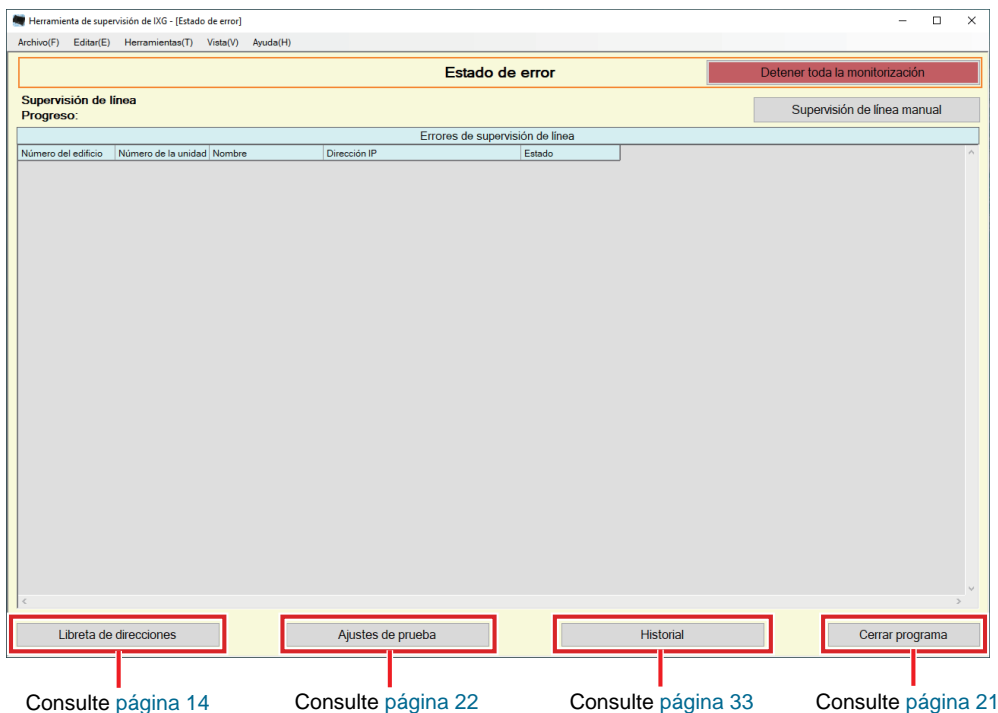 Herramienta de supervisión de IXG - [Estado de error]
Archivo(F) Editar(E) Herramientas(T) Vista(V) Ayuda(H)
Estado de error
Detener toda la monitorización
Supervisión de línea
Progreso:
Supervisión de línea manual
Errores de supervisión de línea
Número del edificio Número de la unidad Nombre Dirección IP Estado
Libreta de direcciones Ajustes de prueba Historial Cerrar programa
Consulte página 14 Consulte página 22 Consulte página 33 Consulte página 21